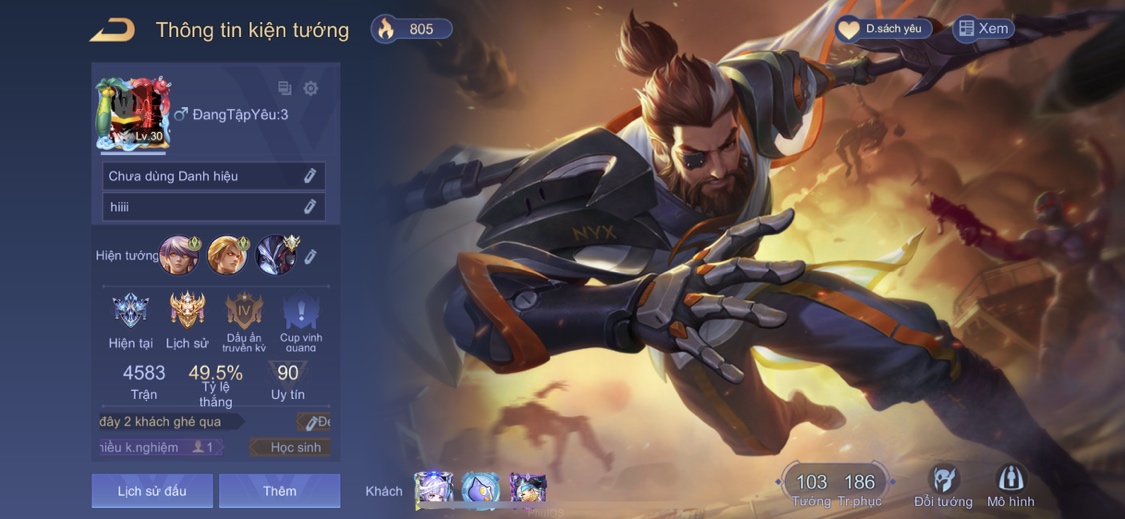 Thông tin kiện tướng
805
D.sách yêu
Xem
Lv.30
ĐangTậpYêu:3
Chưa dùng Danh hiệu
hiiii
Hiện tướng
NYX
IV
Hiện tại
Lịch sử
Dấu ấn
truyền kỳ
Cup vinh
quang
4583
49.5%
90
Trận
Tỷ lệ
thắng
Uy tín
đây 2 khách ghé qua
k.nghiệm
1
Học sinh
Lịch sử đấu
Thêm
Khách
103
186
Tướng
Tr.phục
Đổi tướng
Mô hình